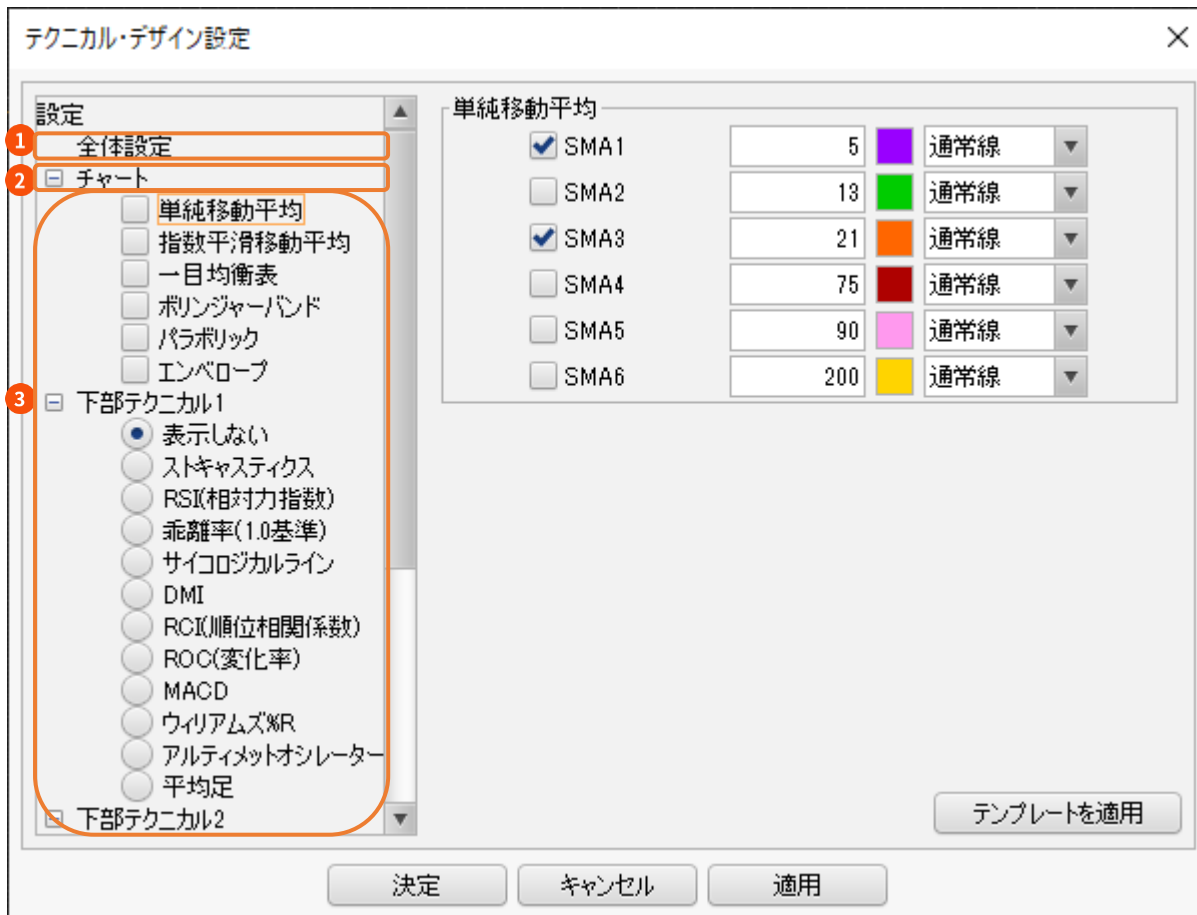 テクニカル・デザイン設定
設定
1 全体設定
2 チャート
単純移動平均
指数平滑移動平均
一目均衡表
ボリンジャーバンド
パラボリック
エンベロープ
3 下部テクニカル1
表示しない
ストキャスティクス
RSI(相対力指数)
乖離率(1.0基準)
サイコロジカルライン
DMI
RCI(順位相関係数)
ROC(変化率)
MACD
ウィリアムズ%R
アルティメットオシレーター
平均足
下部テクニカル2
単純移動平均
SMA1 5 通常線
SMA2 13 通常線
SMA3 21 通常線
SMA4 75 通常線
SMA5 90 通常線
SMA6 200 通常線
テンプレートを適用
決定 キャンセル 適用